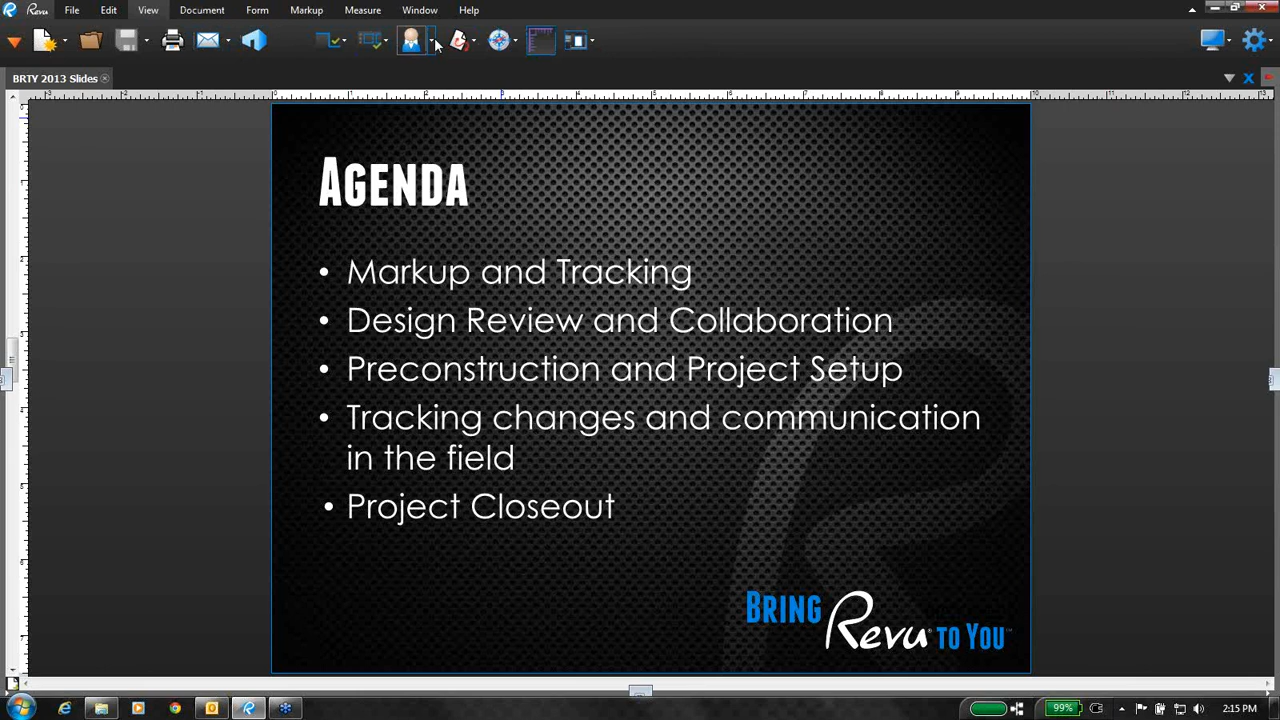 Revu File Edit View Document Form Markup Measure Window Help
BRTY 2013 Slides
AGENDA
• Markup and Tracking
• Design Review and Collaboration
• Preconstruction and Project Setup
• Tracking changes and communication
in the field
• Project Closeout
BRING Revu® TO YOU™
99%
2:15 PM